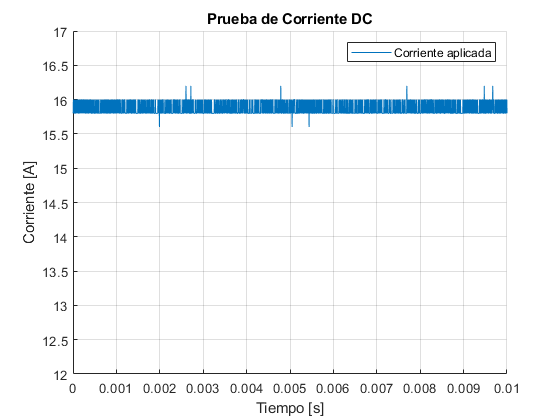 Prueba de Corriente DC
Corriente aplicada
17
16.5
16
15.5
15
14.5
14
13.5
13
12.5
12
Corriente [A]
0 0.001 0.002 0.003 0.004 0.005 0.006 0.007 0.008 0.009 0.01
Tiempo [s]